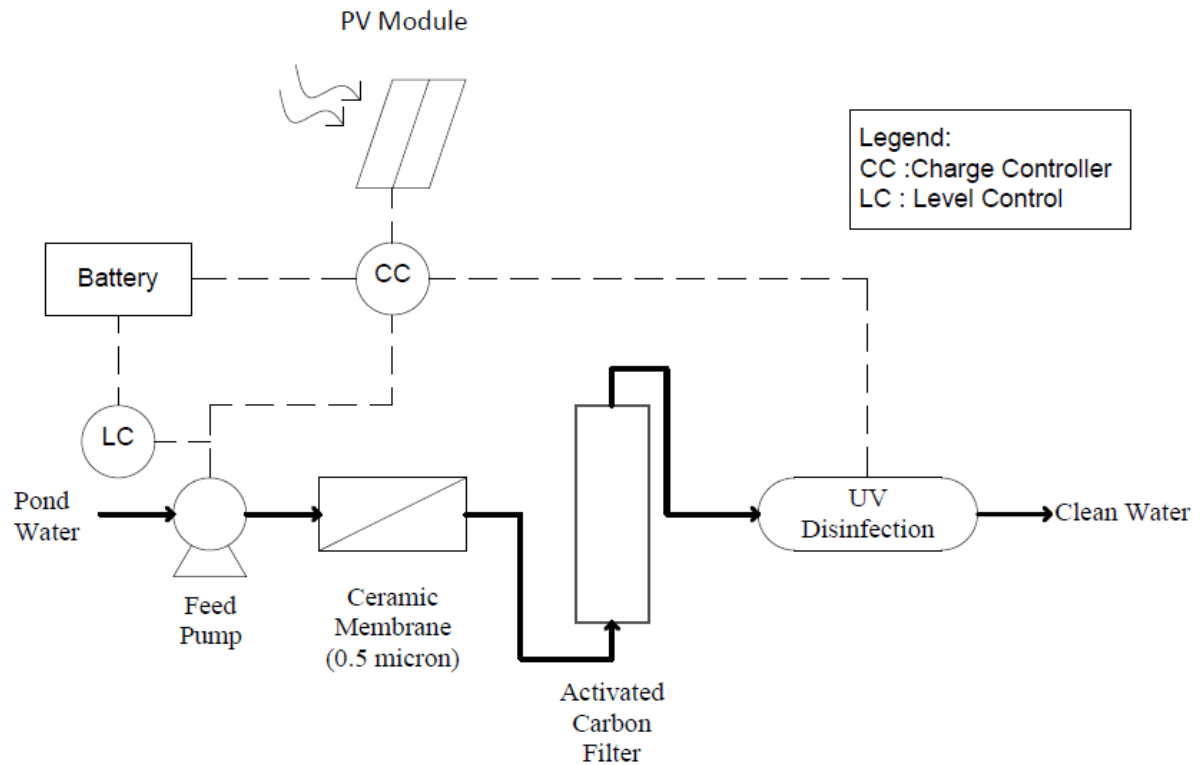 PV Module
Legend:
CC :Charge Controller
LC : Level Control
Battery
CC
LC
Pond
Water
Feed
Pump
Ceramic
Membrane
(0.5 micron)
Activated
Carbon
Filter
UV
Disinfection
Clean Water